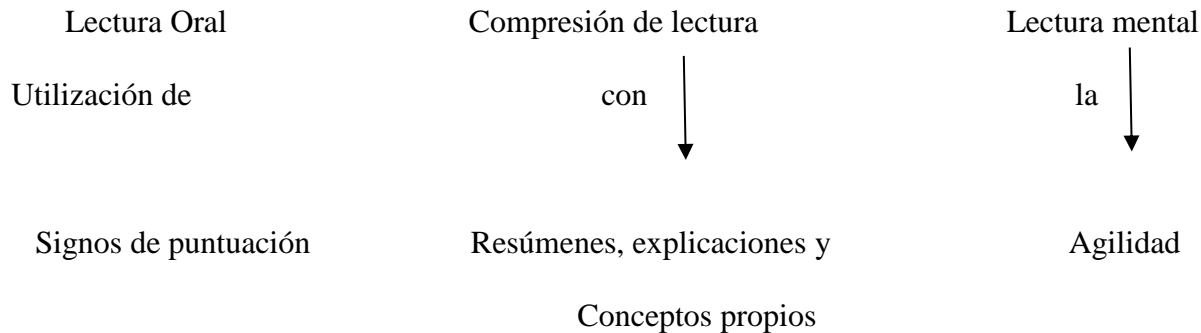 Lectura Oral Compresión de lectura Lectura mental
Utilización de con la
Signos de puntuación Resúmenes, explicaciones y Agilidad
Conceptos propios